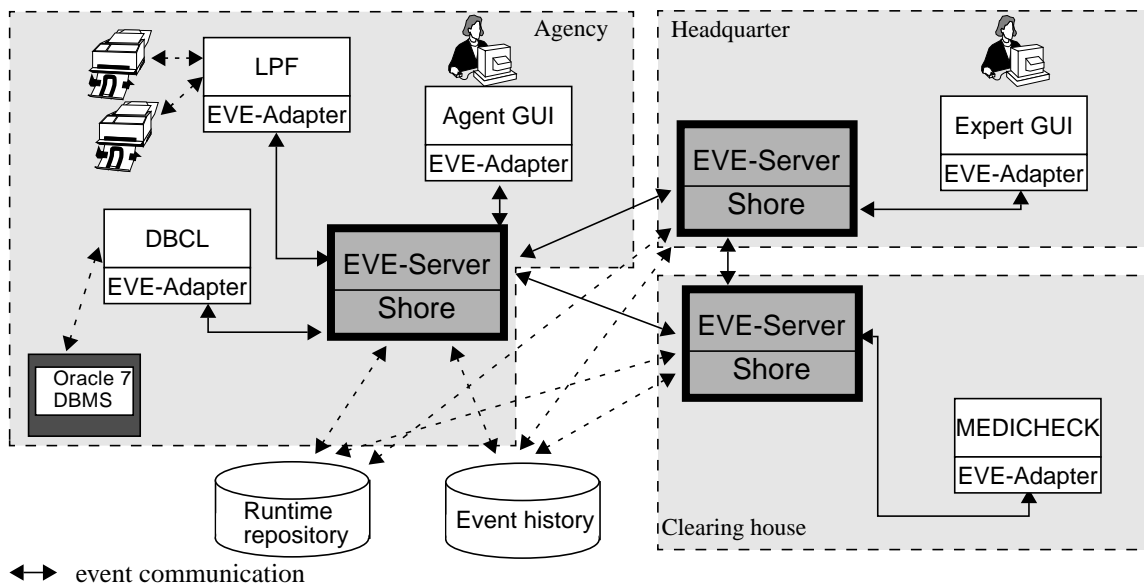 Agency
LPF
EVE-Adapter
Agent GUI
EVE-Adapter
DBCL
EVE-Adapter
EVE-Server
Shore
Oracle 7
DBMS
Headquarter
EVE-Server
Shore
Expert GUI
EVE-Adapter
EVE-Server
Shore
MEDICHECK
EVE-Adapter
Clearing house
Runtime
repository
Event history
event communication